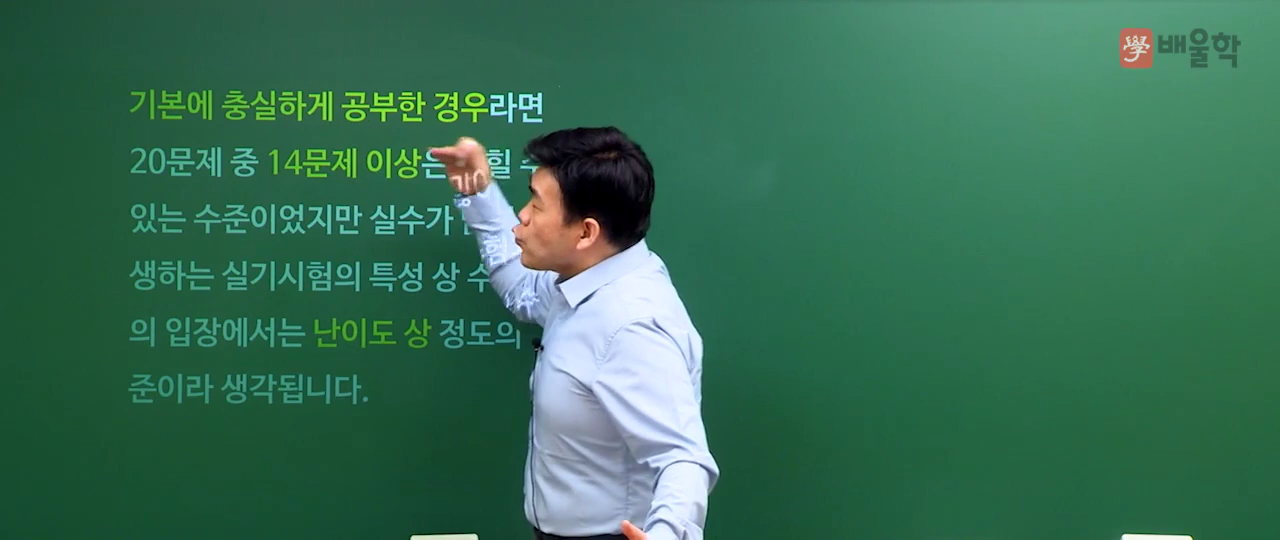 學 배울학
기본에 충실하게 공부한 경우라면
20문제 중 14문제 이상은
있는 수준이었지만 실수가
생하는 실기시험의 특성 상
의 입장에서는 난이도 상 정도의
준이라 생각됩니다.